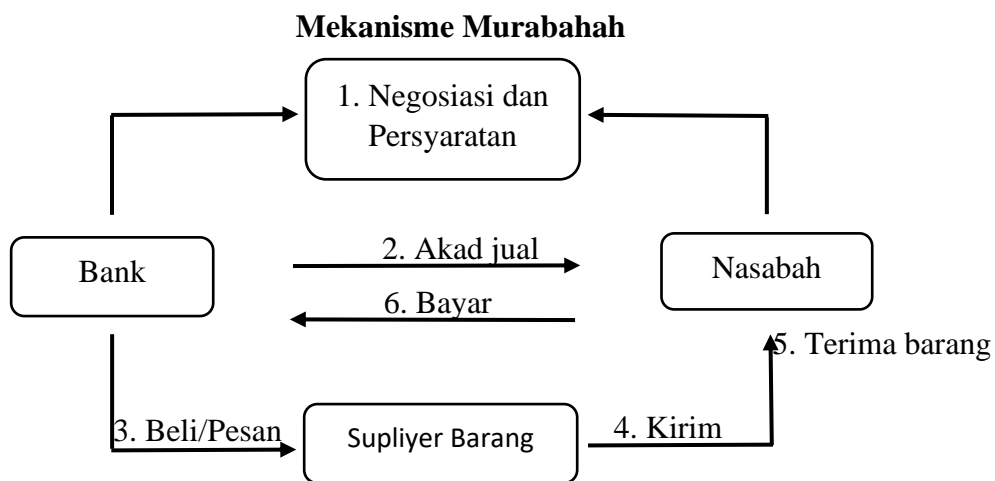 Mekanisme Murabahah
1. Negosiasi dan
Persyaratan
Bank
2. Akad jual
6. Bayar
Nasabah
5. Terima barang
3. Beli/Pesan
Supliyer Barang
4. Kirim